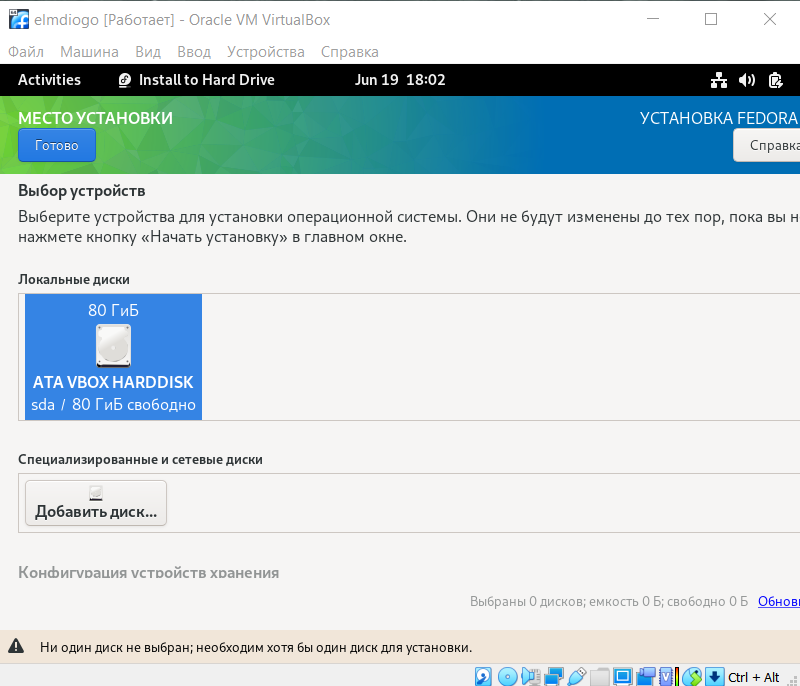 elmdiogo [Работает] - Oracle VM VirtualBox
Файл Машина Вид Ввод Устройства Справка
Activities Install to Hard Drive Jun 19 18:02
МЕСТО УСТАНОВКИ УСТАНОВКА FEDORA
Готово Справка
Выбор устройств
Выберите устройства для установки операционной системы. Они не будут изменены до тех пор, пока вы н
нажмете кнопку «Начать установку» в главном окне.
Локальные диски
80 ГиБ
ATA VBOX HARDDISK
sda / 80 ГиБ свободно
Специализированные и сетевые диски
Добавить диск...
Конфигурация устройств хранения
Выбраны 0 дисков; емкость 0 Б; свободно 0 Б Обнов
Ни один диск не выбран; необходим хотя бы один диск для установки.
Ctrl + Alt